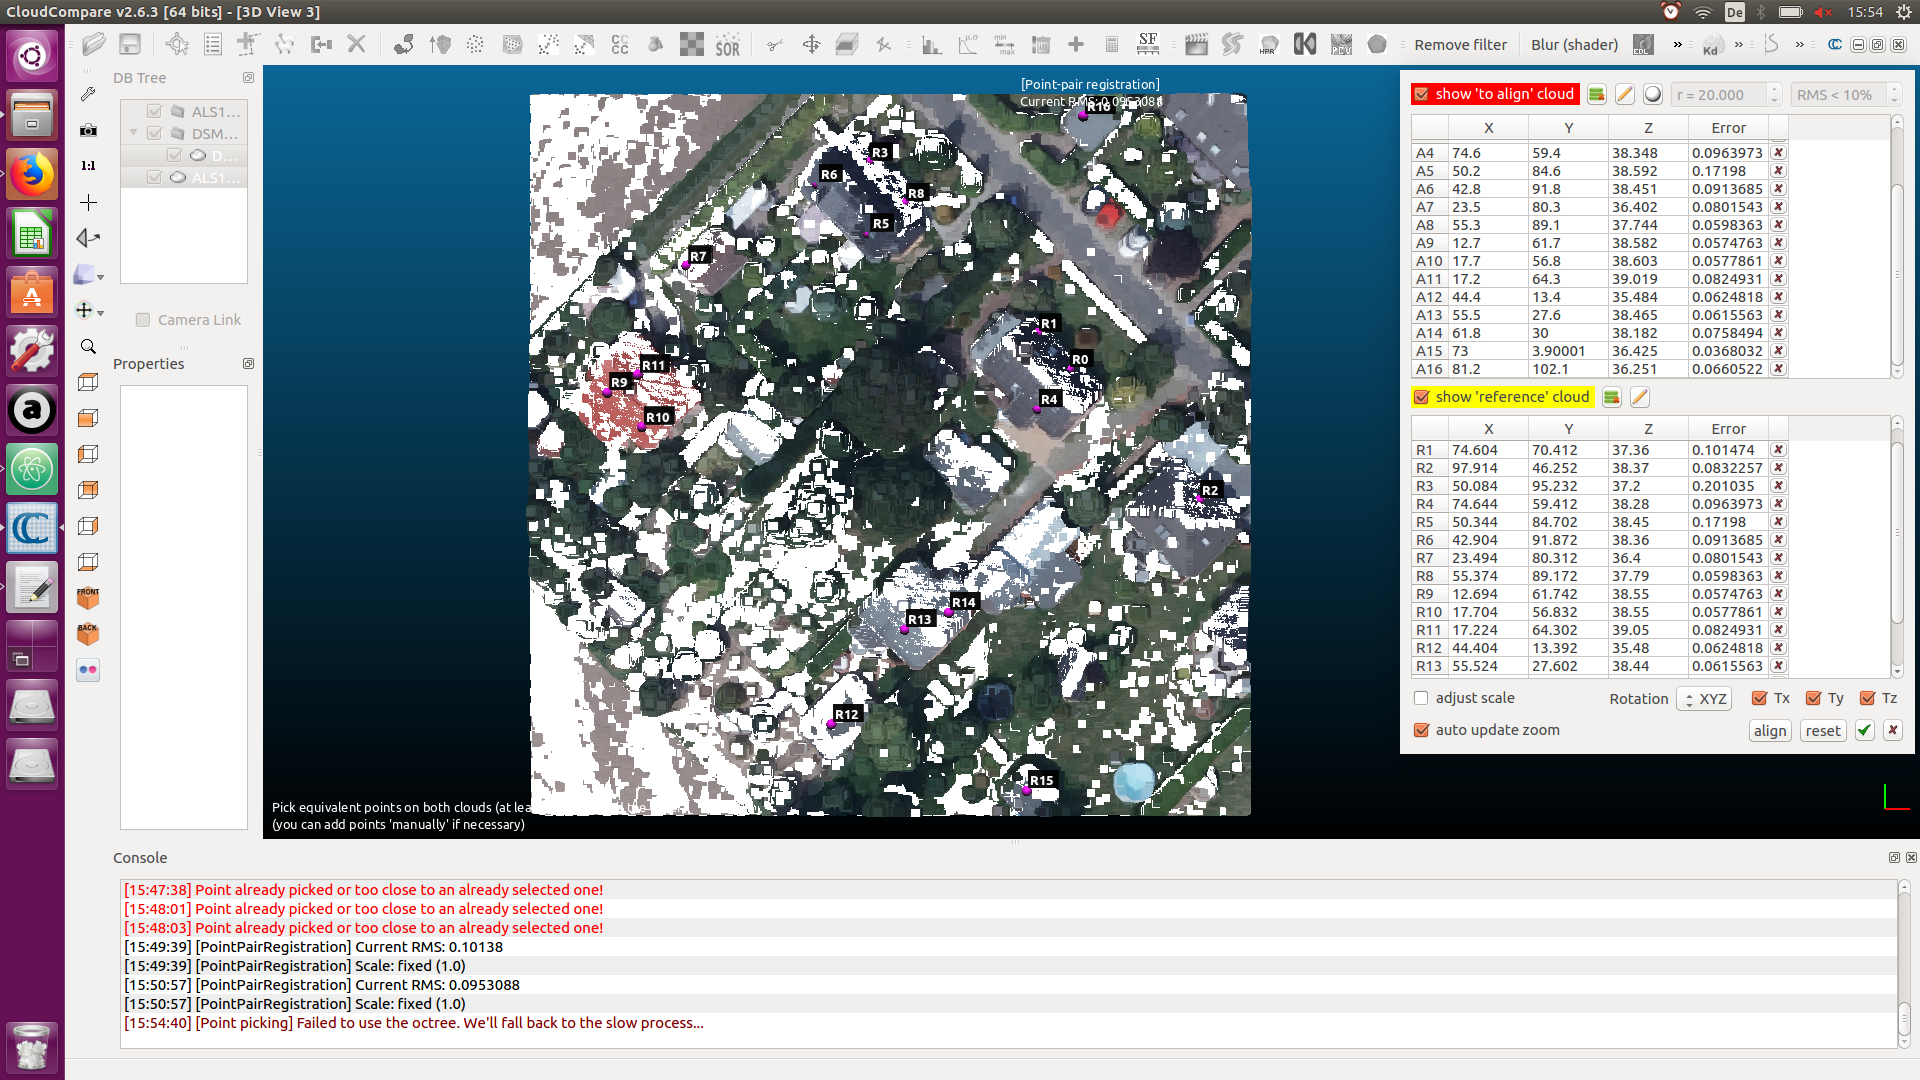 CloudCompare v2.6.3 [64 bits] - [3D View 3]
De
15:54
CC
CC
SOR
min
max
SF
HPR
PCV
Remove filter
Blur (shader)
EDL
»
Kd
»
»
1:1
FRONT
BACK
DB Tree
ALS1...
DSM...
D...
ALS1...
Camera Link
Properties
[Point-pair registration]
Current RMS: 0.0953088
R16
R3
R6
R8
R5
R7
R1
R0
R11
R9
R4
R10
R2
R14
R13
R12
R15
Pick equivalent points on both clouds (at lea
(you can add points 'manually' if necessary)
show 'to align' cloud
r = 20.000
RMS < 10%
X Y Z Error
A4 74.6 59.4 38.348 0.0963973
A5 50.2 84.6 38.592 0.17198
A6 42.8 91.8 38.451 0.0913685
A7 23.5 80.3 36.402 0.0801543
A8 55.3 89.1 37.744 0.0598363
A9 12.7 61.7 38.582 0.0574763
A10 17.7 56.8 38.603 0.0577861
A11 17.2 64.3 39.019 0.0824931
A12 44.4 13.4 35.484 0.0624818
A13 55.5 27.6 38.465 0.0615563
A14 61.8 30 38.182 0.0758494
A15 73 3.90001 36.425 0.0368032
A16 81.2 102.1 36.251 0.0660522
show 'reference' cloud
X Y Z Error
R1 74.604 70.412 37.36 0.101474
R2 97.914 46.252 38.37 0.0832257
R3 50.084 95.232 37.2 0.201035
R4 74.644 59.412 38.28 0.0963973
R5 50.344 84.702 38.45 0.17198
R6 42.904 91.872 38.36 0.0913685
R7 23.494 80.312 36.4 0.0801543
R8 55.374 89.172 37.79 0.0598363
R9 12.694 61.742 38.55 0.0574763
R10 17.704 56.832 38.55 0.0577861
R11 17.224 64.302 39.05 0.0824931
R12 44.404 13.392 35.48 0.0624818
R13 55.524 27.602 38.44 0.0615563
adjust scale
Rotation XYZ Tx Ty Tz
auto update zoom
align reset
Console
[15:47:38] Point already picked or too close to an already selected one!
[15:48:01] Point already picked or too close to an already selected one!
[15:48:03] Point already picked or too close to an already selected one!
[15:49:39] [PointPairRegistration] Current RMS: 0.10138
[15:49:39] [PointPairRegistration] Scale: fixed (1.0)
[15:50:57] [PointPairRegistration] Current RMS: 0.0953088
[15:50:57] [PointPairRegistration] Scale: fixed (1.0)
[15:54:40] [Point picking] Failed to use the octree. We'll fall back to the slow process...